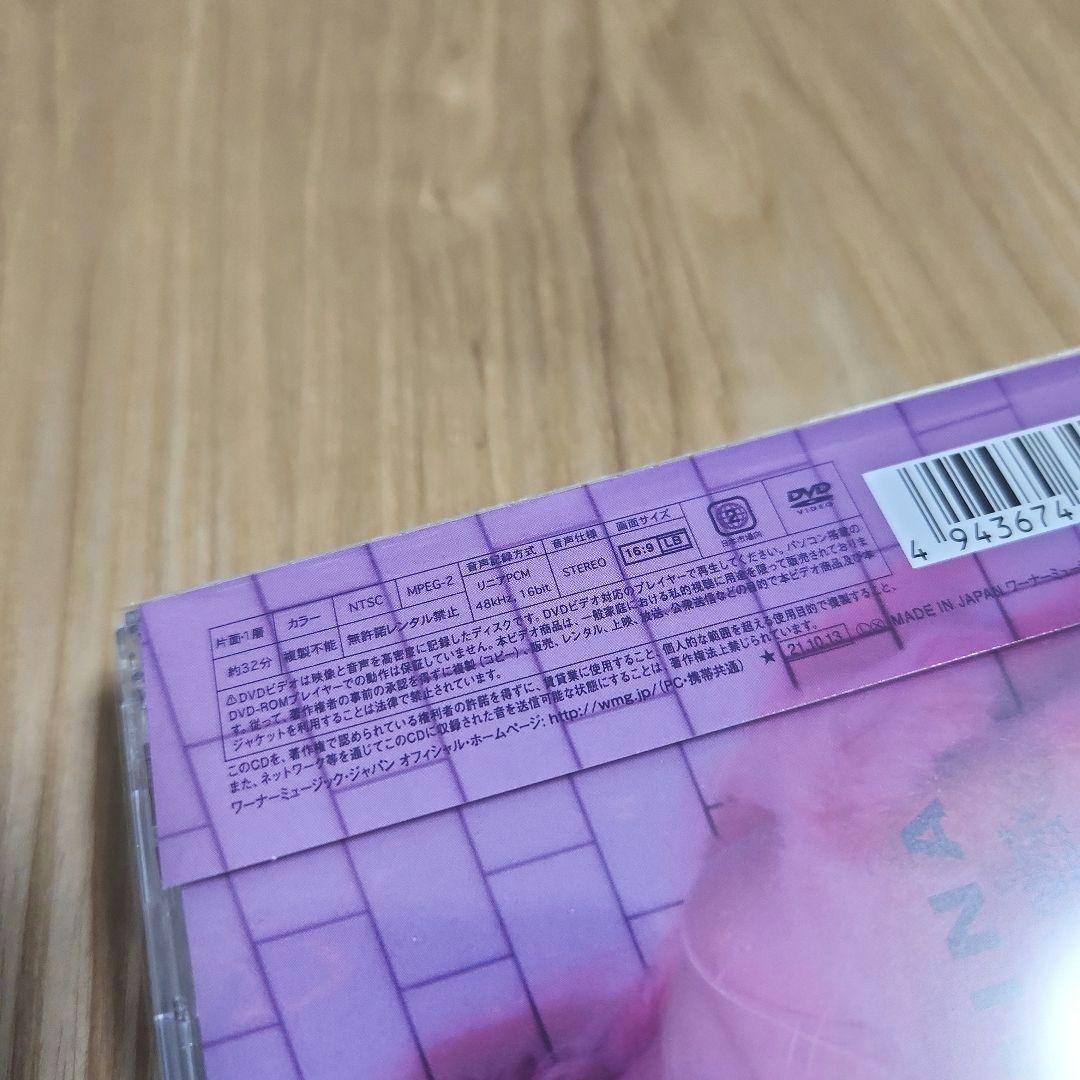 片面・1層 カラー NTSC MPEG-2 音声記録方式 リニアPCM 48kHz, 16bit 音声仕様 STEREO 画面サイズ 16:9 LB 2 日本市場向 DVD VIDEO
約32分 複製不能 無許諾レンタル禁止
⚠DVDビデオは映像と音声を高密度に記録したディスクです。DVDビデオ対応のプレイヤーで再生してください。パソコン搭載の
DVD-ROMプレイヤーでの動作は保証していません。本ビデオ商品は、一般家庭における私的視聴に用途を限って販売されておりま
す。従って、著作権者の事前の承認を得ずに複製(コピー)、販売、レンタル、上映、放送、公衆送信などの目的で本ビデオ商品及び本
ジャケットを利用することは法律で禁止されています。
このCDを、著作権で認められている権利者の許諾を得ずに、賃貸業に使用すること、個人的な範囲を超える使用目的で複製すること、
また、ネットワーク等を通じてこのCDに収録された音を送信可能な状態にすることは、著作権法上禁じられています。
ワーナーミュージック・ジャパン オフィシャル・ホームページ: http://wmg.jp/(PC・携帯共通)
★ 21.10.13
MADE IN JAPAN ワーナーミュー
4 943674
INA